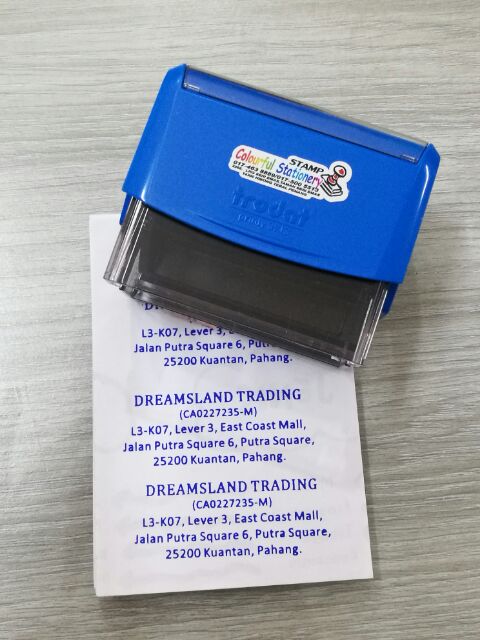 STAMP
Colourful Stationery
trodat
DREAMSLAND
L3-K07, Lever 3,
Jalan Putra Square 6, Putra
25200 Kuantan, Pahang.
DREAMSLAND TRADING
(CA0227235-M)
L3-K07, Lever 3, East Coast Mall,
Jalan Putra Square 6, Putra Square,
25200 Kuantan, Pahang.
DREAMSLAND TRADING
(CA0227235-M)
L3-K07, Lever 3, East Coast Mall,
Jalan Putra Square 6, Putra Square,
25200 Kuantan, Pahang.